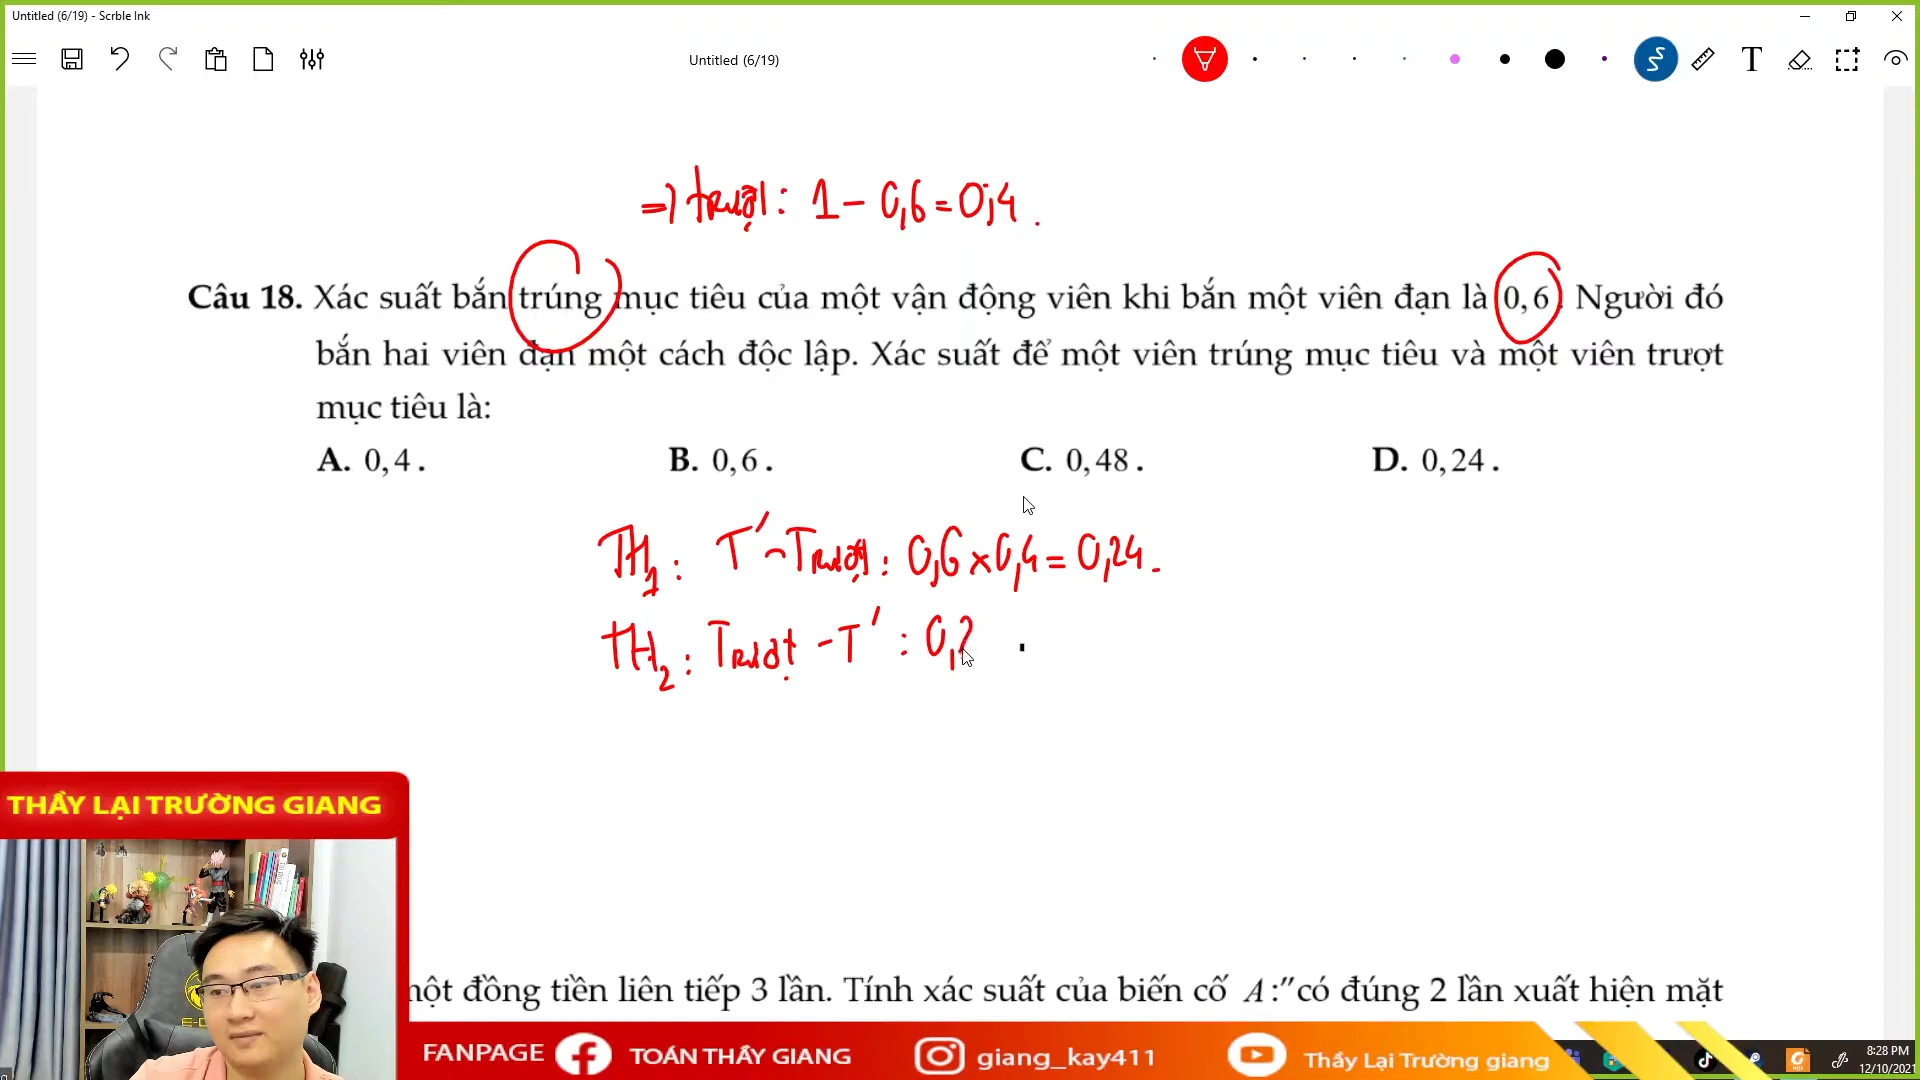 Untitled (6/19) - Scrble Ink
Untitled (6/19)
T
=> trượt: 1 - 0,6 = 0,4.
Câu 18. Xác suất bắn trúng mục tiêu của một vận động viên khi bắn một viên đạn là 0,6. Người đó
bắn hai viên đạn một cách độc lập. Xác suất để một viên trúng mục tiêu và một viên trượt
mục tiêu là:
A. 0,4. B. 0,6. C. 0,48. D. 0,24.
TH1: T' - Trượt: 0,6 x 0,4 = 0,24.
TH2: Trượt - T': 0,2
THẦY LẠI TRƯỜNG GIANG
một đồng tiền liên tiếp 3 lần. Tính xác suất của biến cố A:"có đúng 2 lần xuất hiện mặt
FANPAGE TOÁN THẦY GIANG giang_kay411 Thầy Lại Trường giang
8:28 PM
12/10/2021